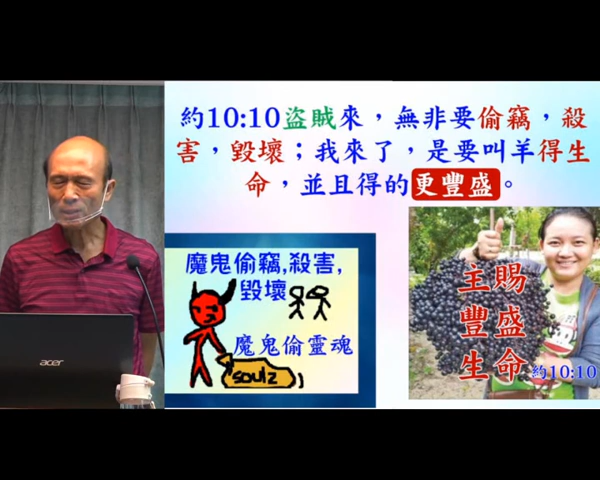 約10:10盜賊來，無非要偷竊，殺
害，毀壞；我來了，是要叫羊得生
命，並且得的更豐盛。
魔鬼偷竊,殺害,
毀壞
魔鬼偷靈魂
soulz
主賜
豐盛
生命
約10:10
acer